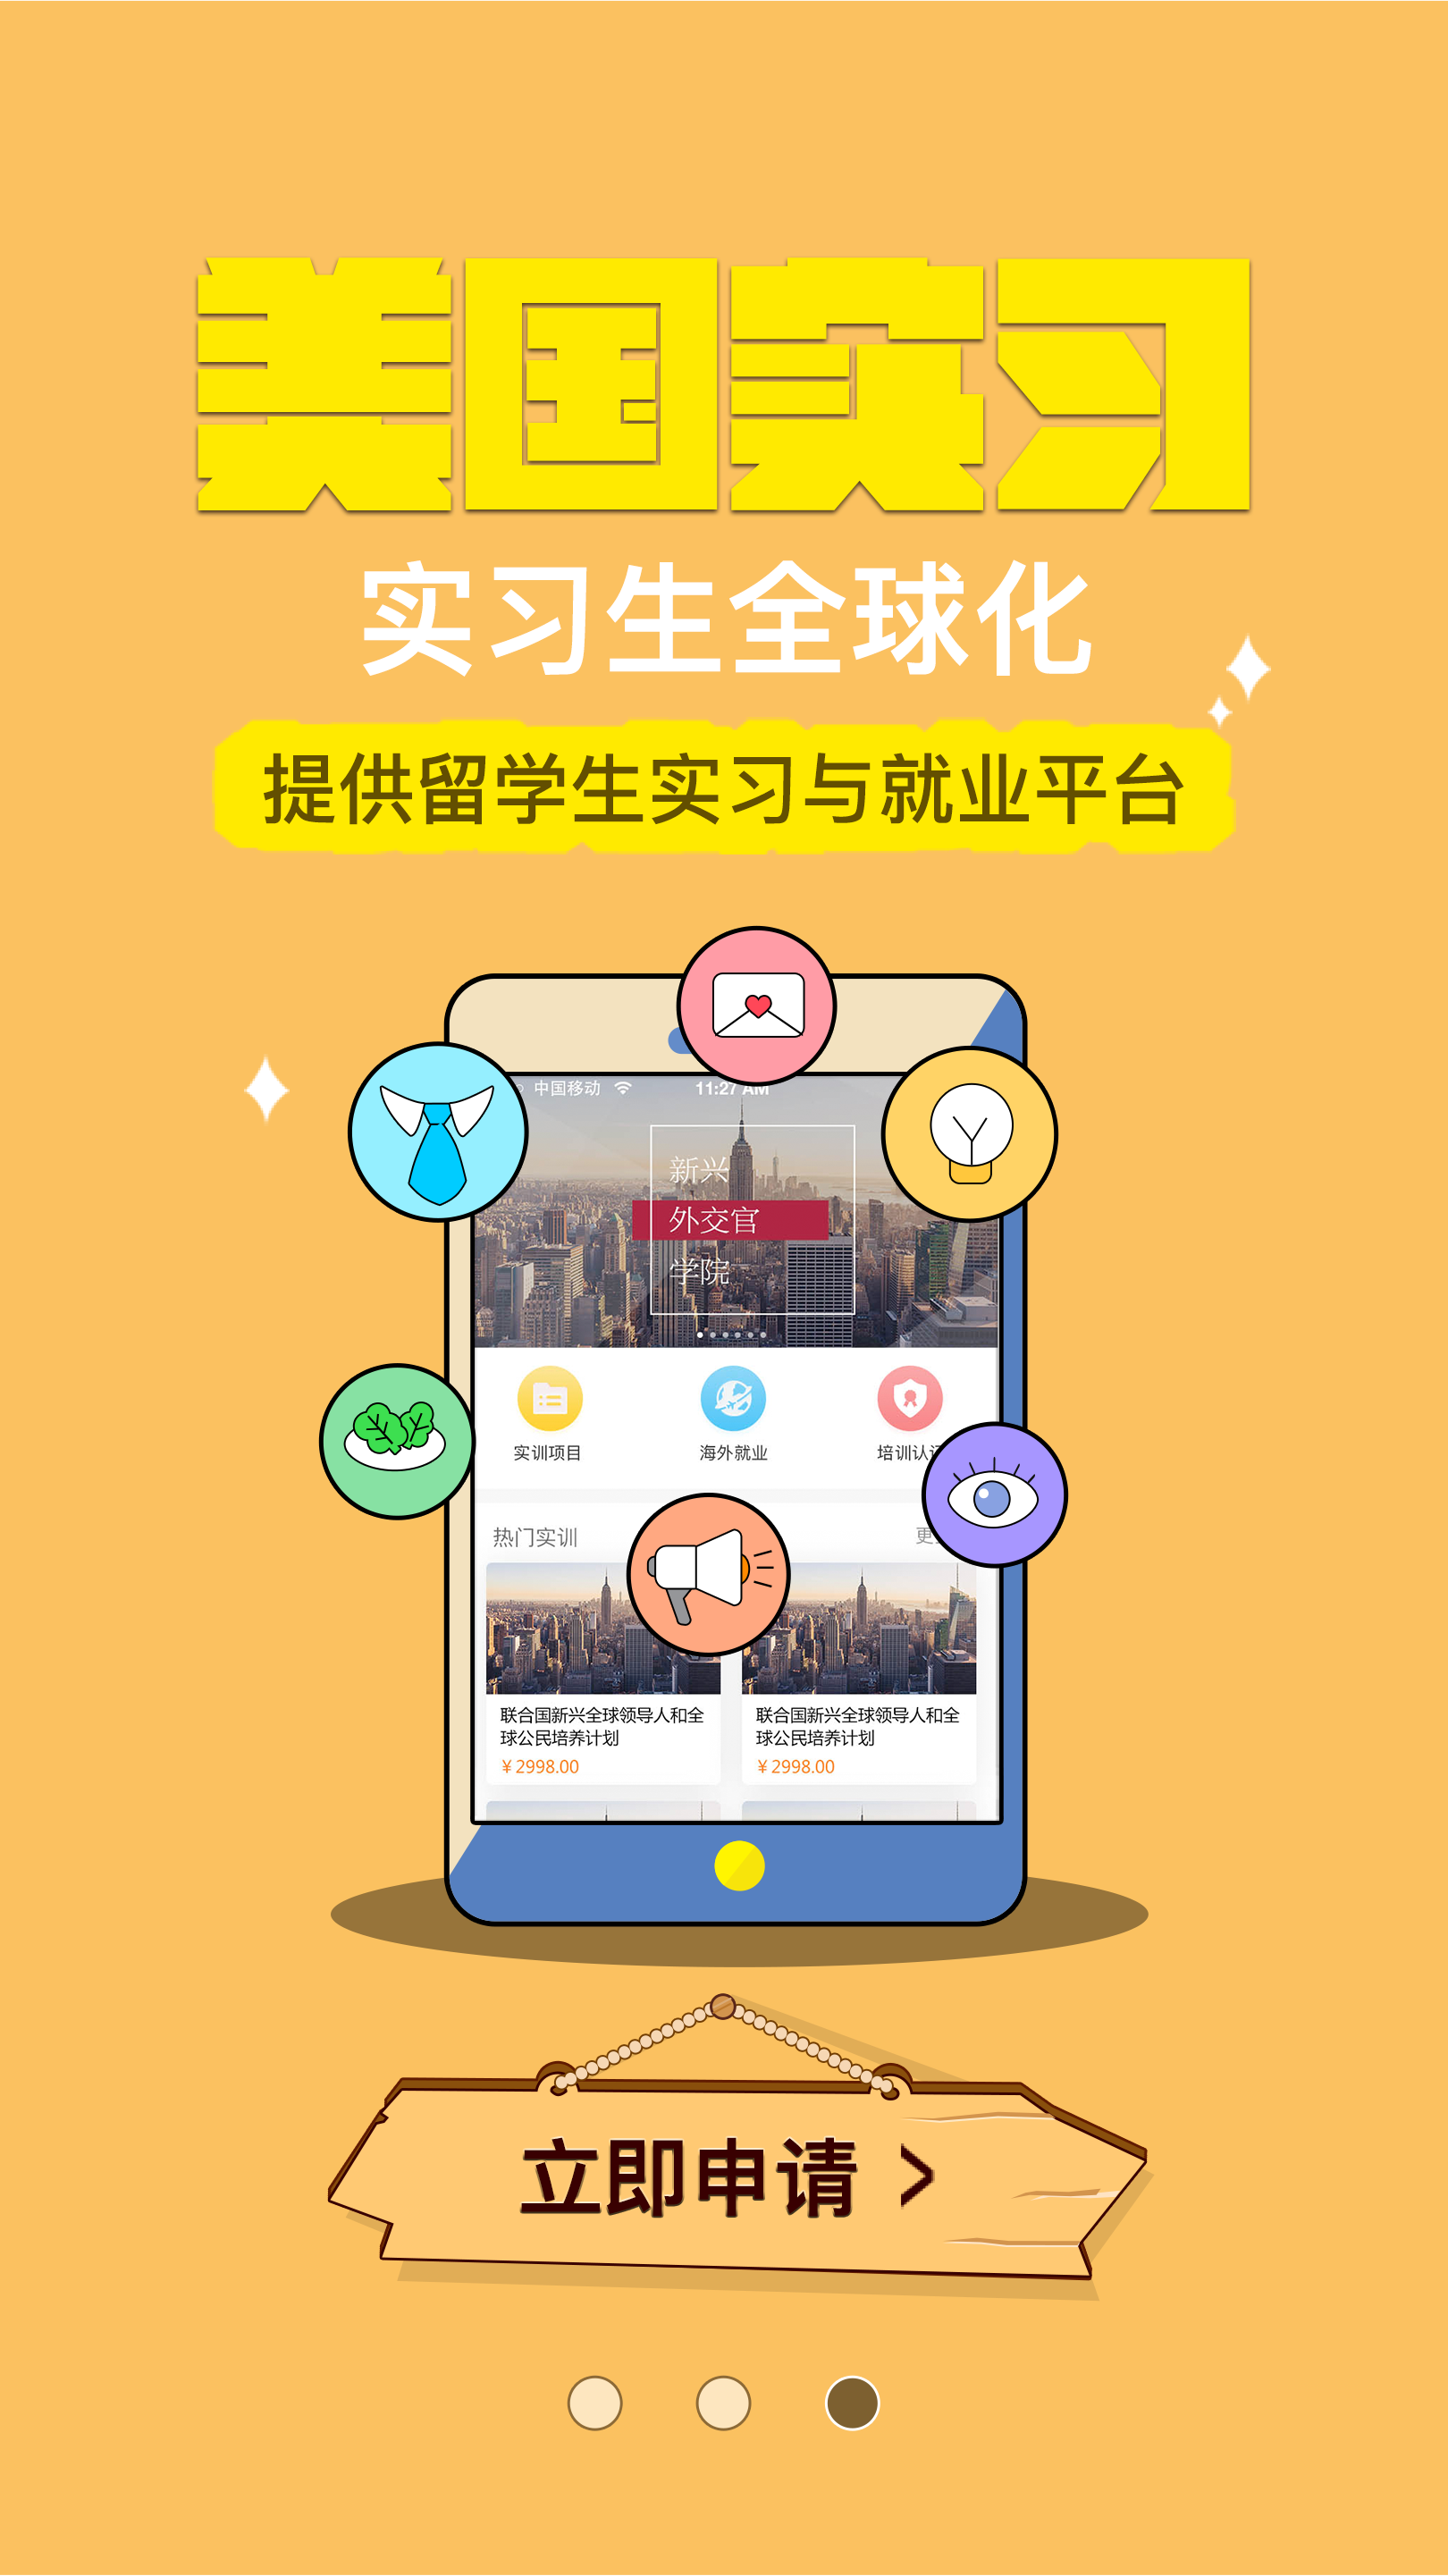 美国实习
实习生全球化
提供留学生实习与就业平台
中国移动
11:27 AM
新兴
外交官
学院
实训项目
海外就业
培训认
热门实训
更
联合国新兴全球领导人和全
球公民培养计划
¥2998.00
联合国新兴全球领导人和全
球公民培养计划
¥2998.00
立即申请 >